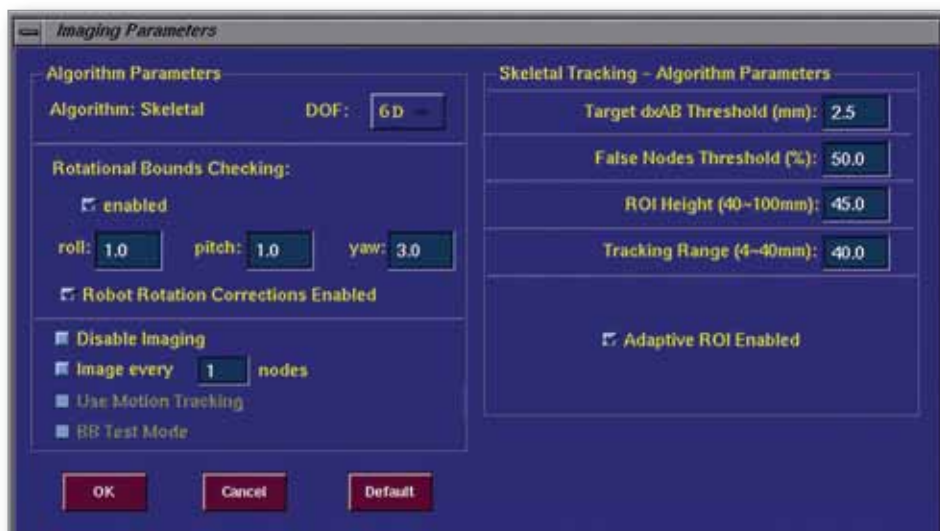 Imaging Parameters
Algorithm Parameters
Algorithm: Skeletal DOF: 6D
Rotational Bounds Checking:
enabled
roll: 1.0 pitch: 1.0 yaw: 3.0
Robot Rotation Corrections Enabled
Disable Imaging
Image every 1 nodes
Use Motion Tracking
BB Test Mode
OK Cancel Default
Skeletal Tracking - Algorithm Parameters
Target dxAB Threshold (mm): 2.5
False Nodes Threshold (%): 50.0
ROI Height (40~100mm): 45.0
Tracking Range (4~40mm): 40.0
Adaptive ROI Enabled